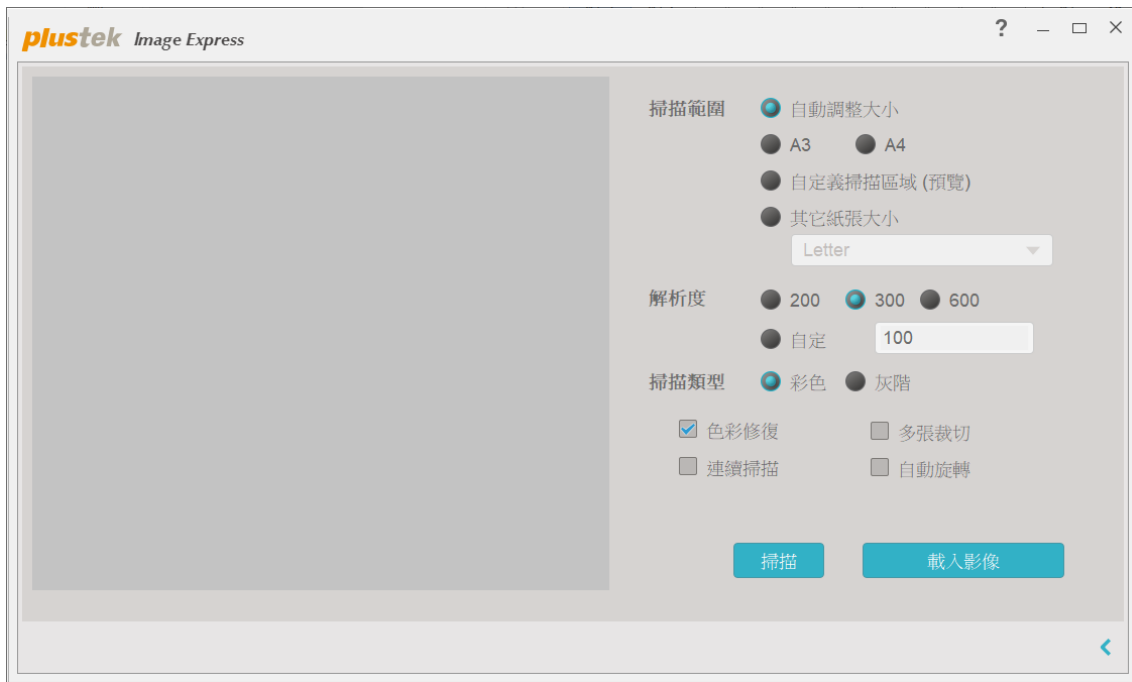 plustek Image Express
?
掃描範圍 自動調整大小
A3 A4
自定義掃描區域 (預覽)
其它紙張大小
Letter
解析度 200 300 600
自定 100
掃描類型 彩色 灰階
色彩修復 多張裁切
連續掃描 自動旋轉
掃描 載入影像